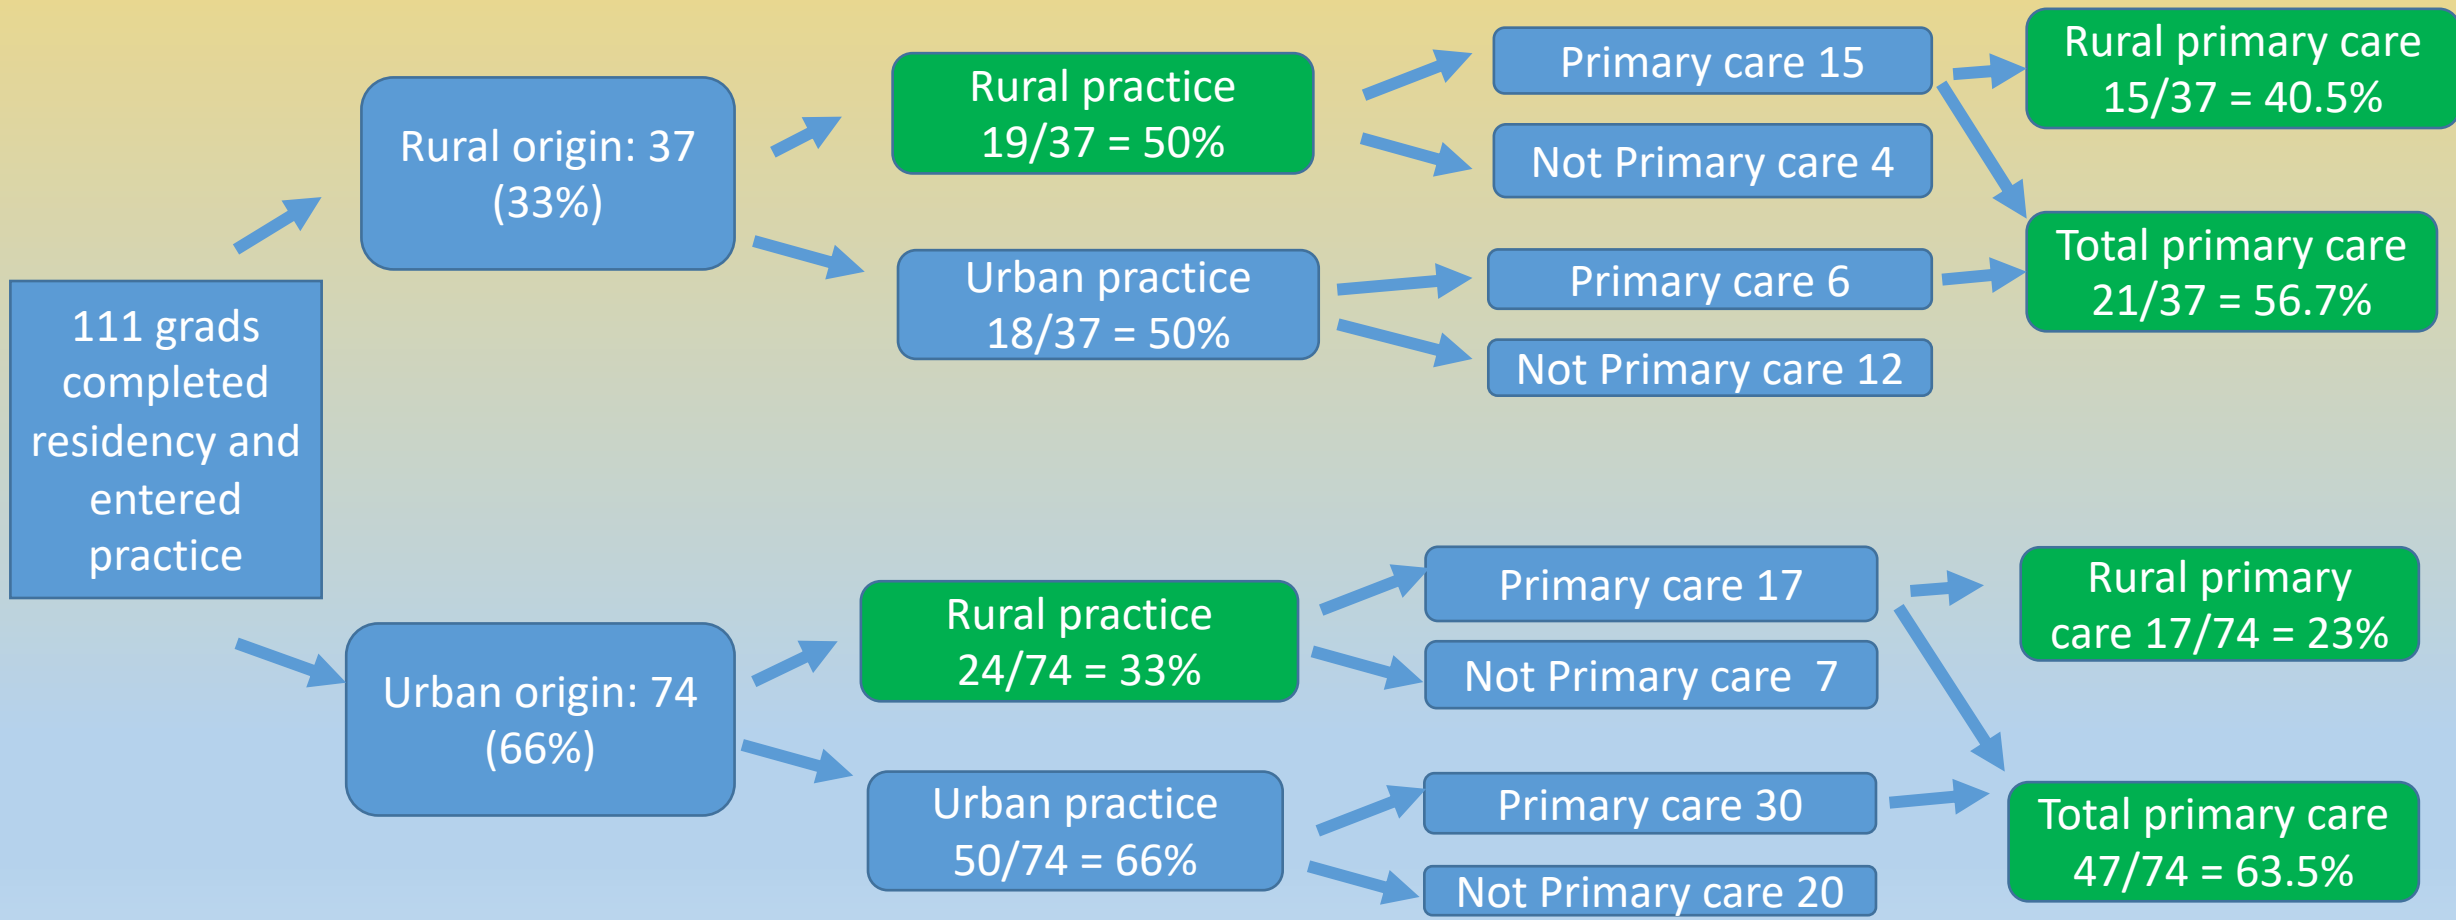 111 grads
completed
residency and
entered
practice
Rural origin: 37
(33%)
Rural practice
19/37 = 50%
Primary care 15
Not Primary care 4
Rural primary care
15/37 = 40.5%
Urban practice
18/37 = 50%
Primary care 6
Not Primary care 12
Total primary care
21/37 = 56.7%
Urban origin: 74
(66%)
Rural practice
24/74 = 33%
Primary care 17
Not Primary care  7
Rural primary
care 17/74 = 23%
Urban practice
50/74 = 66%
Primary care 30
Not Primary care 20
Total primary care
47/74 = 63.5%